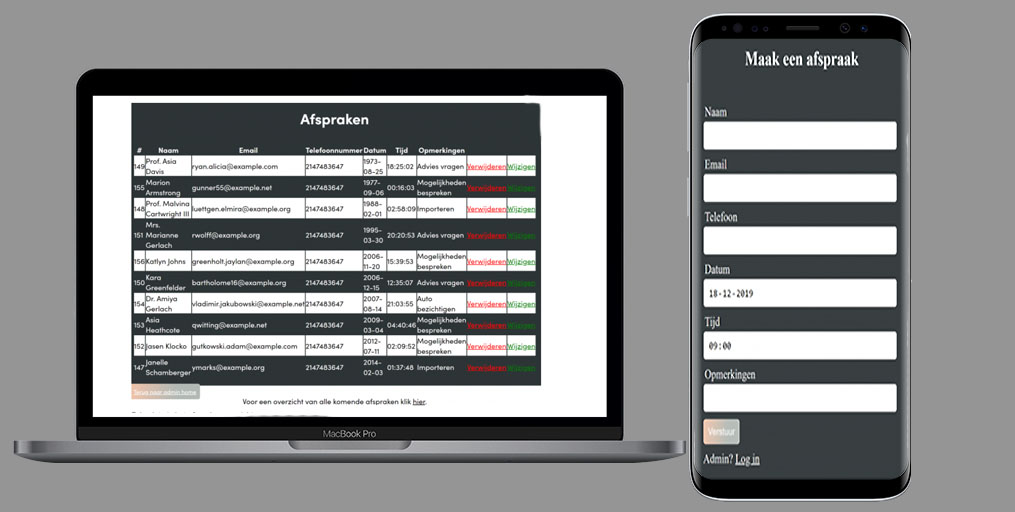 Afspraken
# Naam Email Telefoonnummer Datum Tijd Opmerkingen
149 Prof. Asia Davis ryan.alicia@example.com 2147483647 1973-08-25 18:25:02 Advies vragen Verwijderen Wijzigen
155 Marion Armstrong gunner55@example.net 2147483647 1977-09-06 00:16:03 Mogelijkheden bespreken Verwijderen Wijzigen
148 Prof. Malvina Cartwright III luettgen.elmira@example.org 2147483647 1988-02-01 02:58:09 Importeren Verwijderen Wijzigen
151 Mrs. Marianne Gerlach rwolff@example.org 2147483647 1995-03-30 20:20:53 Advies vragen Verwijderen Wijzigen
156 Katlyn Johns greenholt.jaylan@example.org 2147483647 2006-11-20 15:39:53 Mogelijkheden bespreken Verwijderen Wijzigen
150 Kara Greenfelder bartholome16@example.org 2147483647 2006-12-15 12:35:07 Advies vragen Verwijderen Wijzigen
154 Dr. Amiya Gerlach vladimir.jakubowski@example.net 2147483647 2007-08-14 21:03:55 Auto bezichtigen Verwijderen Wijzigen
153 Asia Heathcote qwitting@example.net 2147483647 2009-03-04 04:40:46 Mogelijkheden bespreken Verwijderen Wijzigen
152 Jasen Klocko gutkowski.adam@example.com 2147483647 2012-07-11 02:09:52 Mogelijkheden bespreken Verwijderen Wijzigen
147 Janelle Schamberger ymarks@example.org 2147483647 2014-02-03 01:37:48 Importeren Verwijderen Wijzigen
Terug naar admin home
Voor een overzicht van alle komende afspraken klik hier.
MacBook Pro
Maak een afspraak
Naam
Email
Telefoon
Datum
18-12-2019
Tijd
09:00
Opmerkingen
Verstuur
Admin? Log in